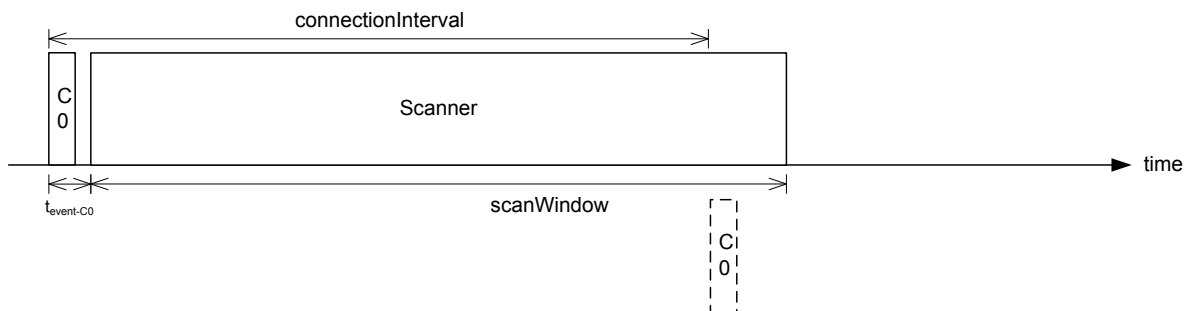 connectionInterval
C
0
Scanner
time
tevent-C0
scanWindow
C
0